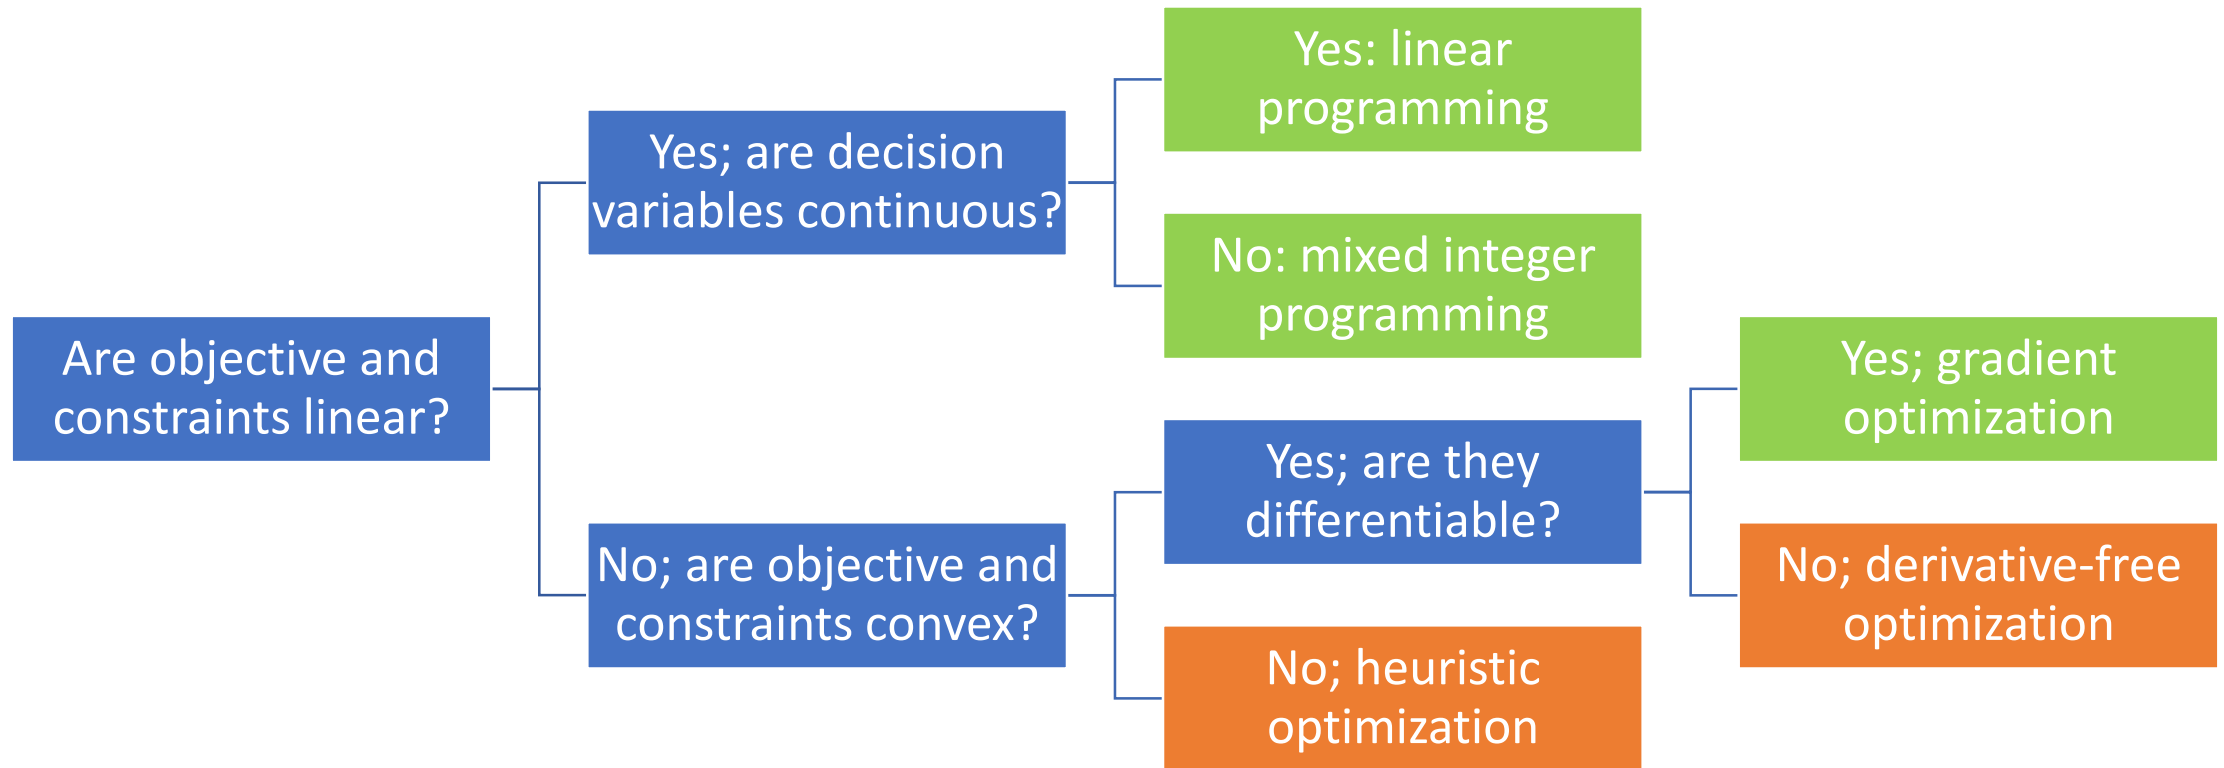 Are objective and
constraints linear?
Yes; are decision
variables continuous?
Yes: linear
programming
No: mixed integer
programming
No; are objective and
constraints convex?
Yes; are they
differentiable?
Yes; gradient
optimization
No; derivative-free
optimization
No; heuristic
optimization